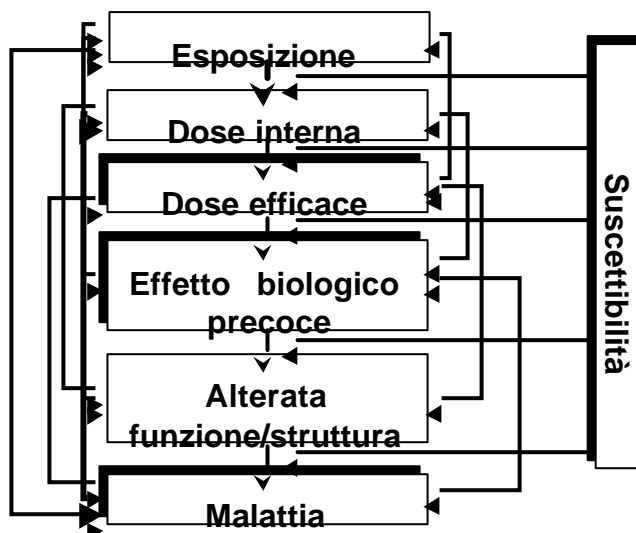 Esposizione
Dose interna
Dose efficace
Effetto biologico
precoce
Alterata
funzione/struttura
Malattia
Suscettibilità